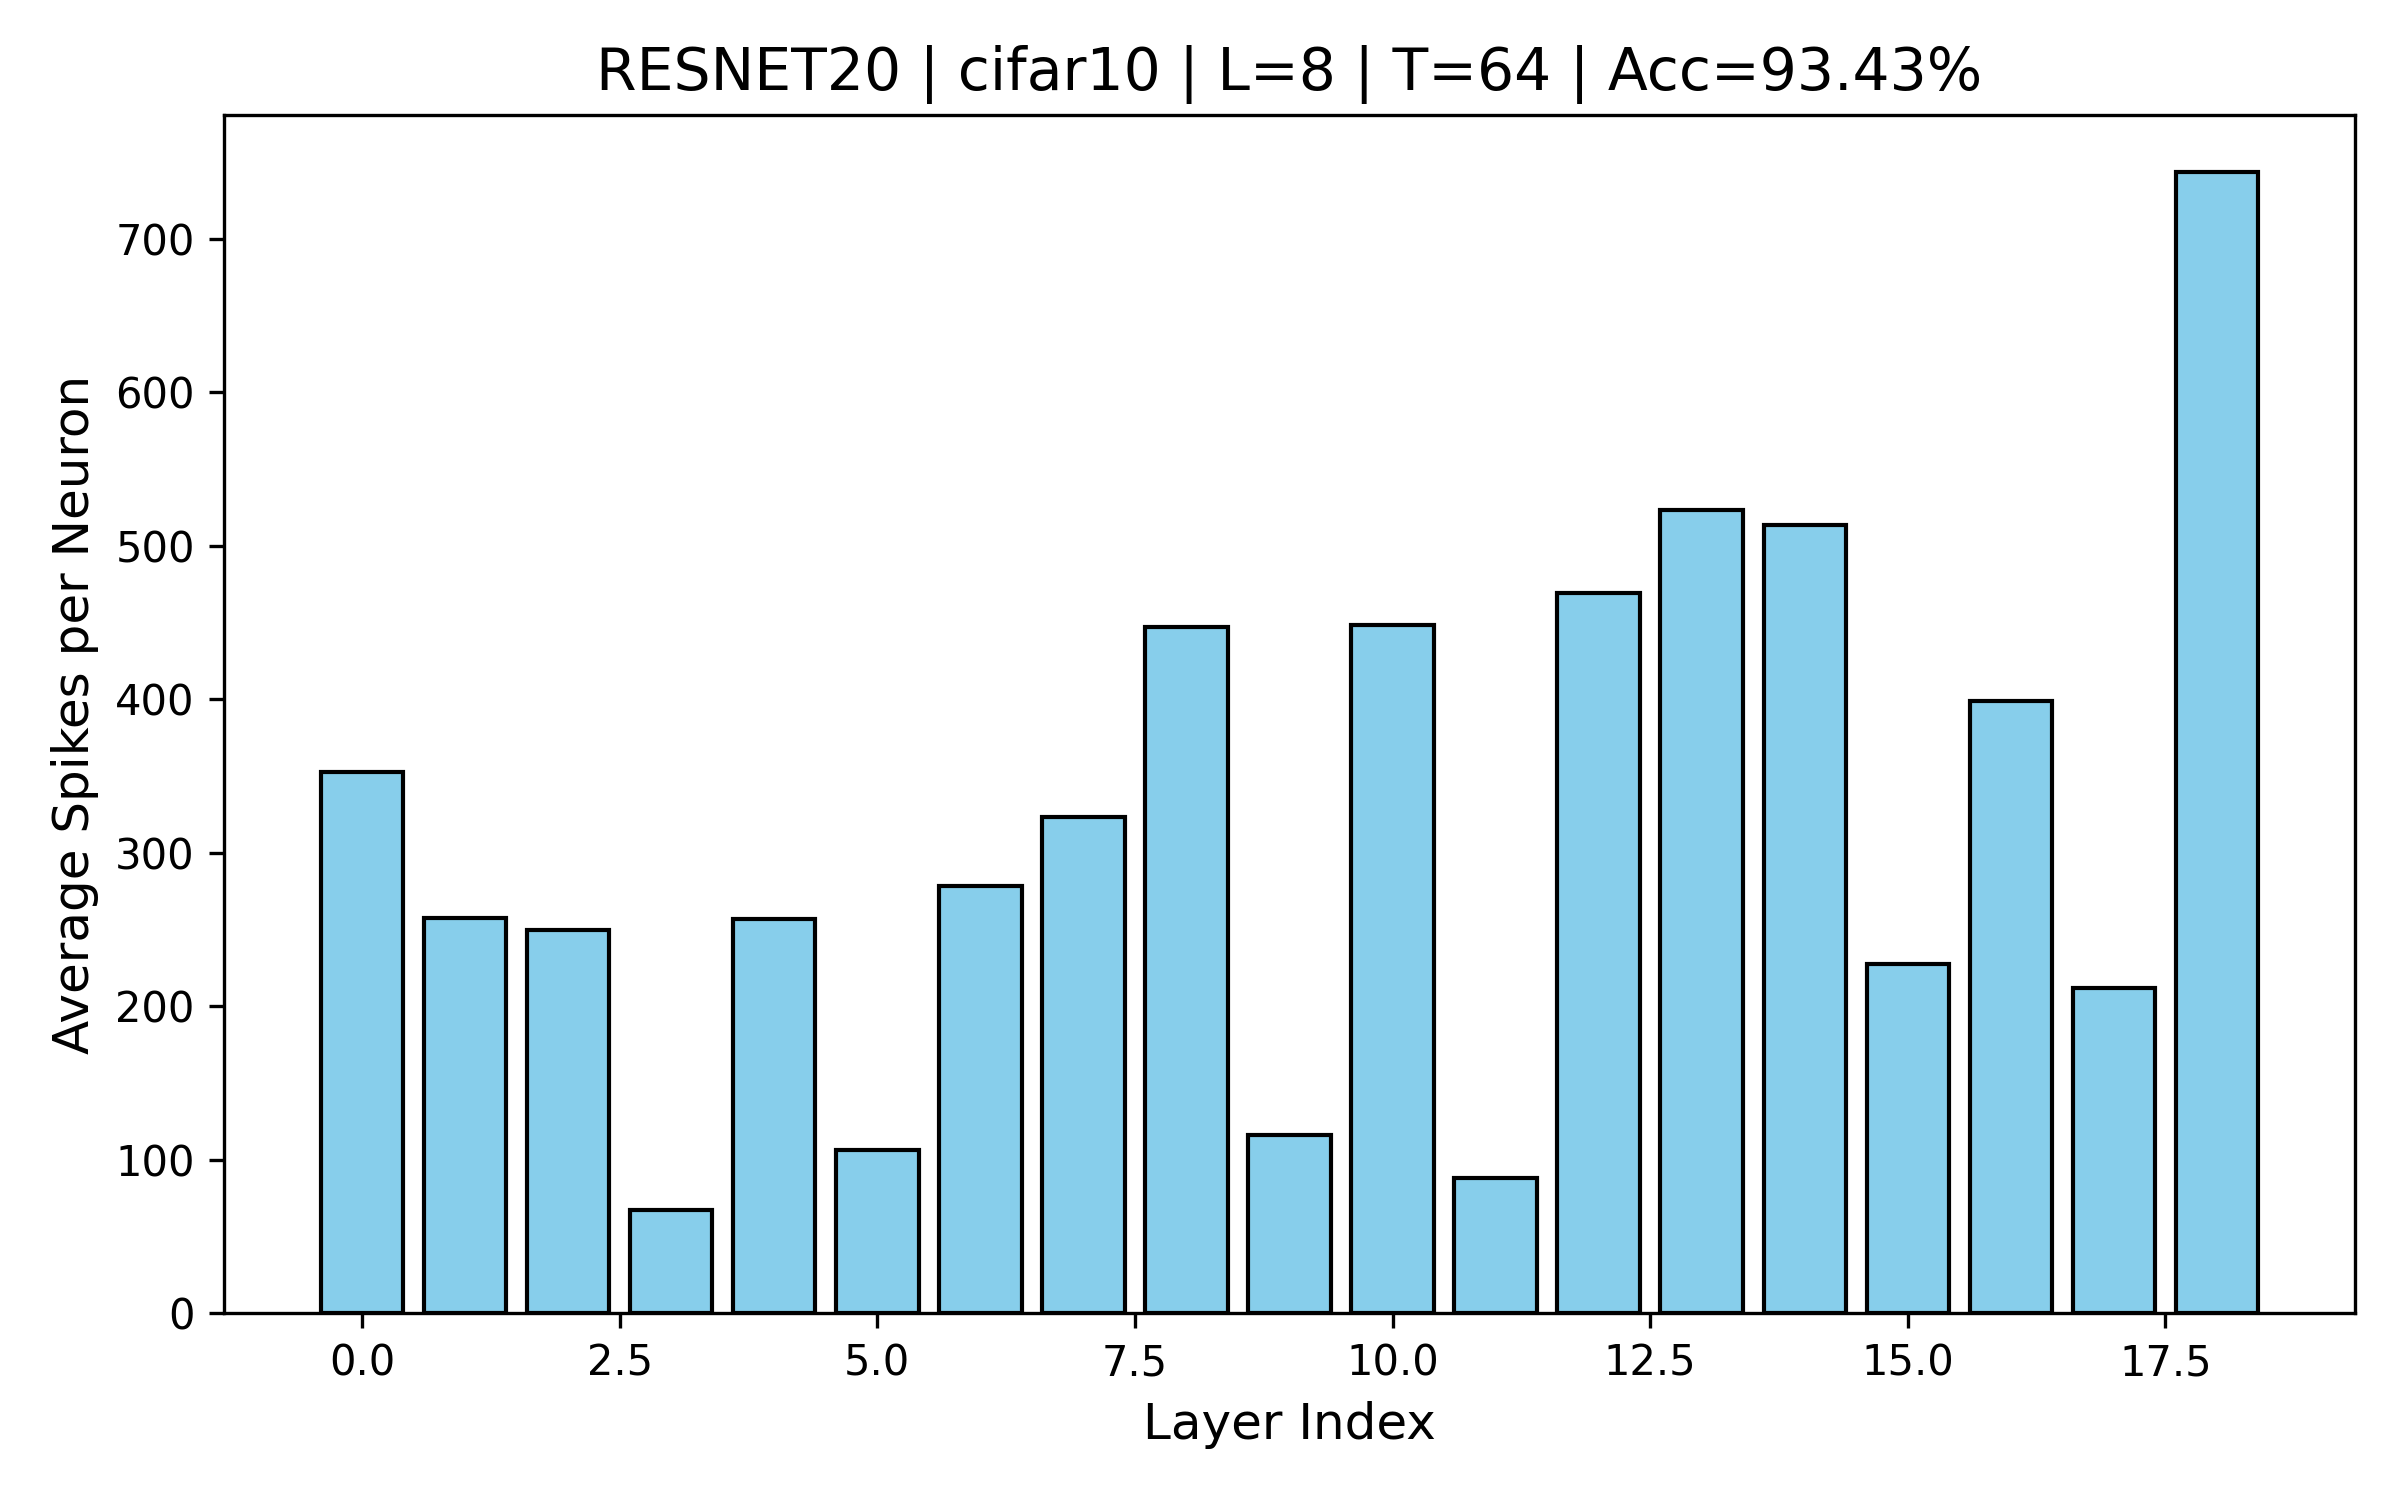 RESNET20 | cifar10 | L=8 | T=64 | Acc=93.43%
Average Spikes per Neuron
700
600
500
400
300
200
100
0
0.0 2.5 5.0 7.5 10.0 12.5 15.0 17.5
Layer Index